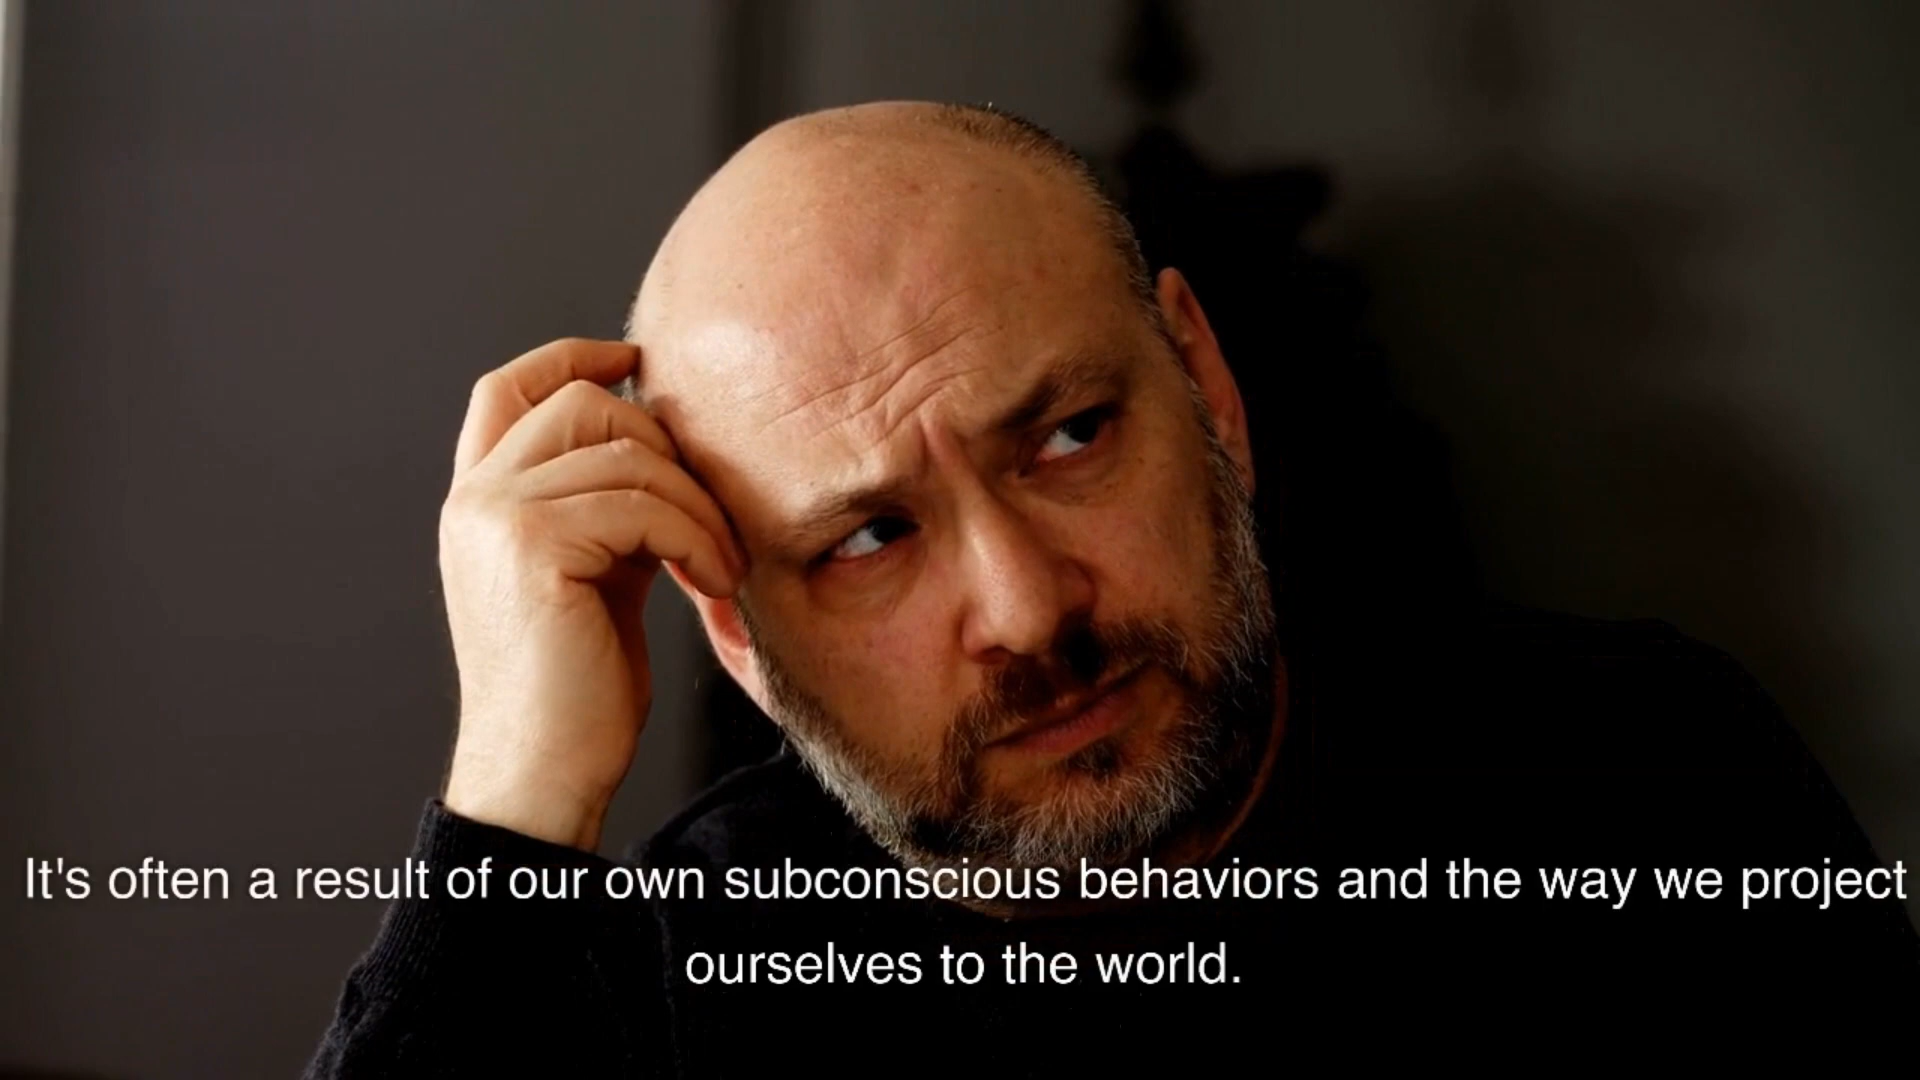 It's often a result of our own subconscious behaviors and the way we project
ourselves to the world.